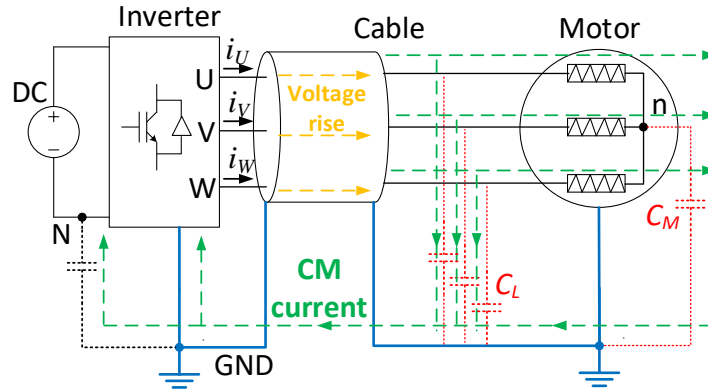 Inverter
Cable
Motor
DC
i_U
U
i_V
V
i_W
W
Voltage
rise
n
N
C_M
C_L
CM
current
GND